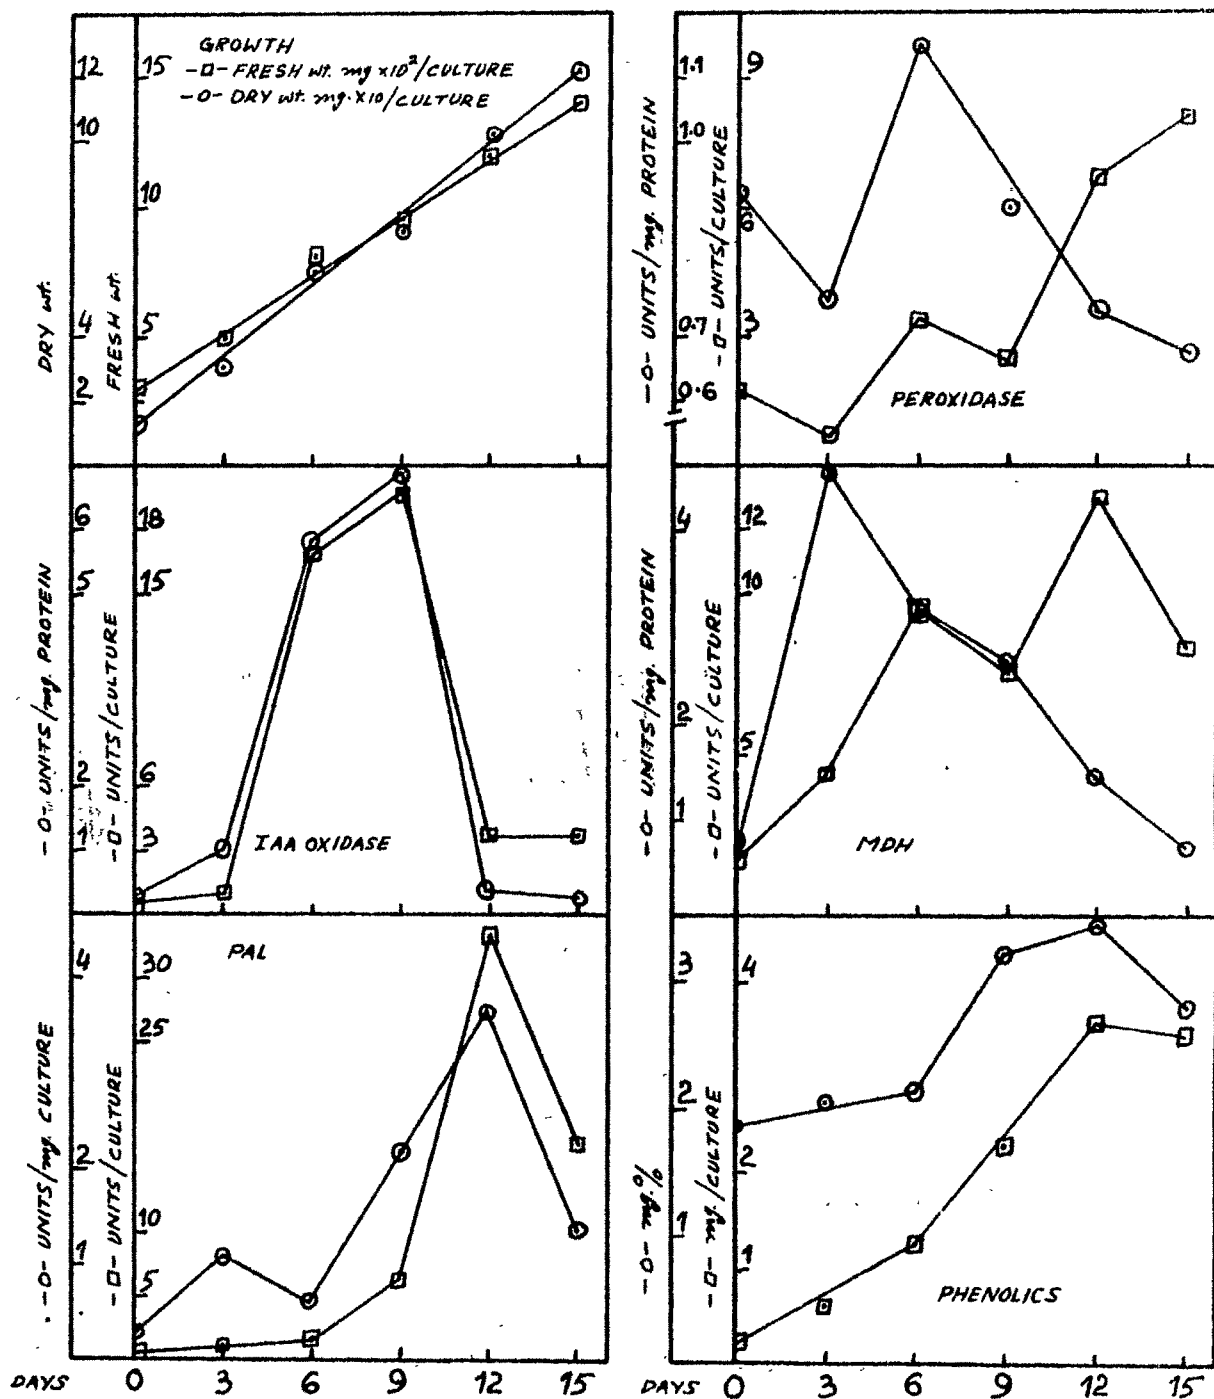 GROWTH
-□- FRESH wt. mg x10²/CULTURE
-O- DRY wt. mg. x10/CULTURE
12
10
4
2
DRY wt.
15
10
5
FRESH wt.
1.1
1.0
0.7
0.6
-O- UNITS/mg. PROTEIN
9
6
3
-□- UNITS/CULTURE
PEROXIDASE
6
5
2
1
-O- UNITS/mg. PROTEIN
18
15
6
3
-□- UNITS/CULTURE
IAA OXIDASE
4
2
1
-O- UNITS/mg. PROTEIN
12
10
5
-□- UNITS/CULTURE
MDH
PAL
4
2
1
-O- UNITS/mg. CULTURE
30
25
10
5
-□- UNITS/CULTURE
3
2
1
-O- mg.%
4
2
1
-□- mg./CULTURE
PHENOLICS
DAYS 0 3 6 9 12 15
DAYS 0 3 6 9 12 15